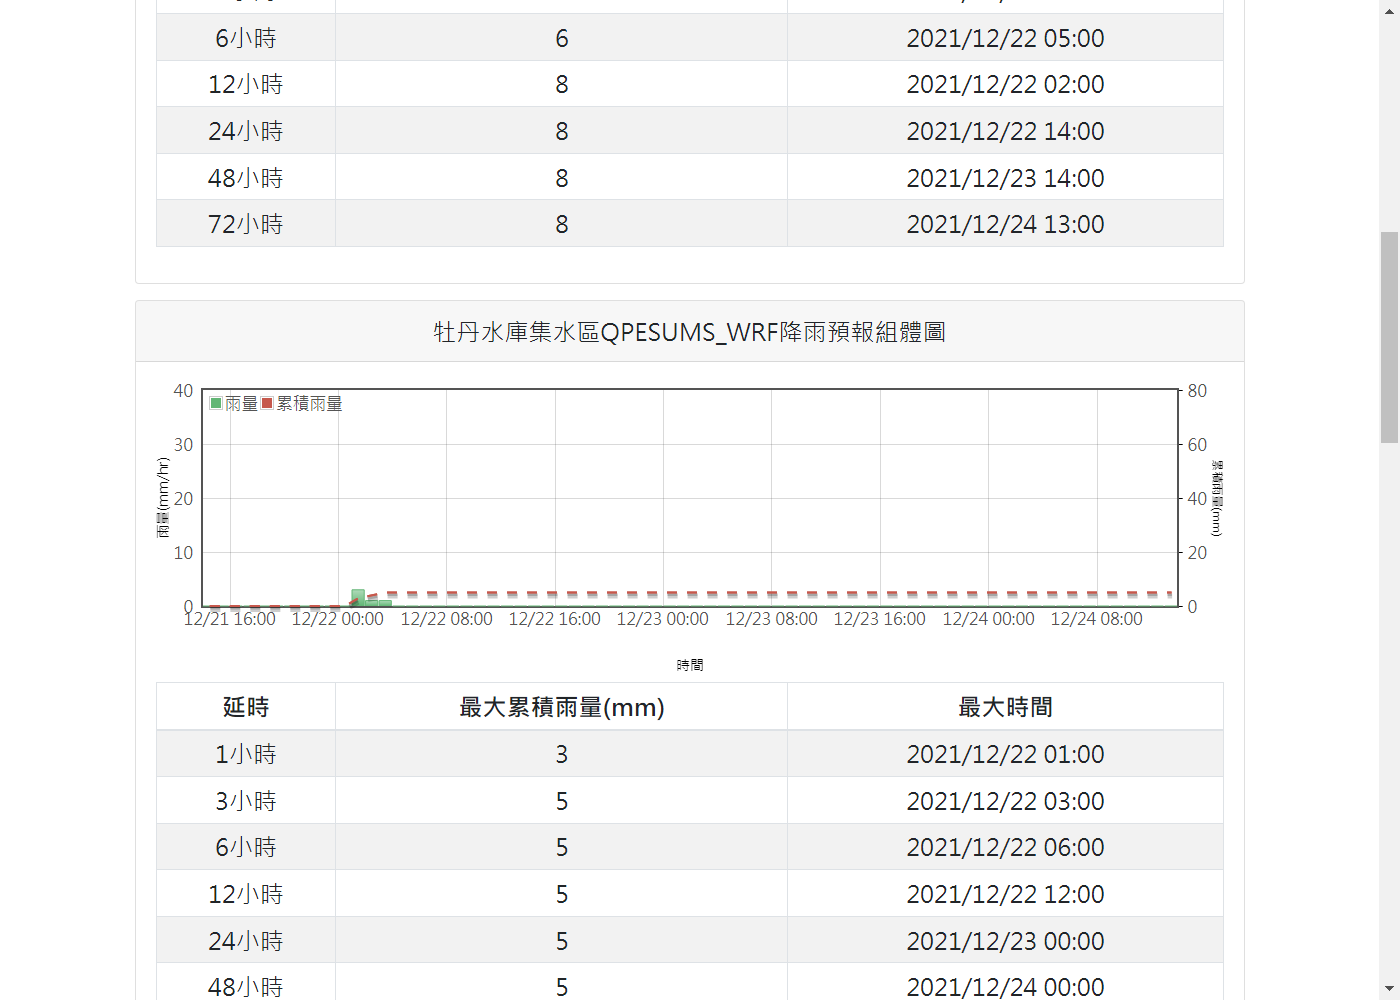 6小時 6 2021/12/22 05:00
12小時 8 2021/12/22 02:00
24小時 8 2021/12/22 14:00
48小時 8 2021/12/23 14:00
72小時 8 2021/12/24 13:00
牡丹水庫集水區QPESUMS_WRF降雨預報組體圖
雨量 累積雨量
40
30
20
10
0
雨量(mm/hr)
80
60
40
20
0
累積雨量(mm)
12/21 16:00 12/22 00:00 12/22 08:00 12/22 16:00 12/23 00:00 12/23 08:00 12/23 16:00 12/24 00:00 12/24 08:00
時間
延時 最大累積雨量(mm) 最大時間
1小時 3 2021/12/22 01:00
3小時 5 2021/12/22 03:00
6小時 5 2021/12/22 06:00
12小時 5 2021/12/22 12:00
24小時 5 2021/12/23 00:00
48小時 5 2021/12/24 00:00